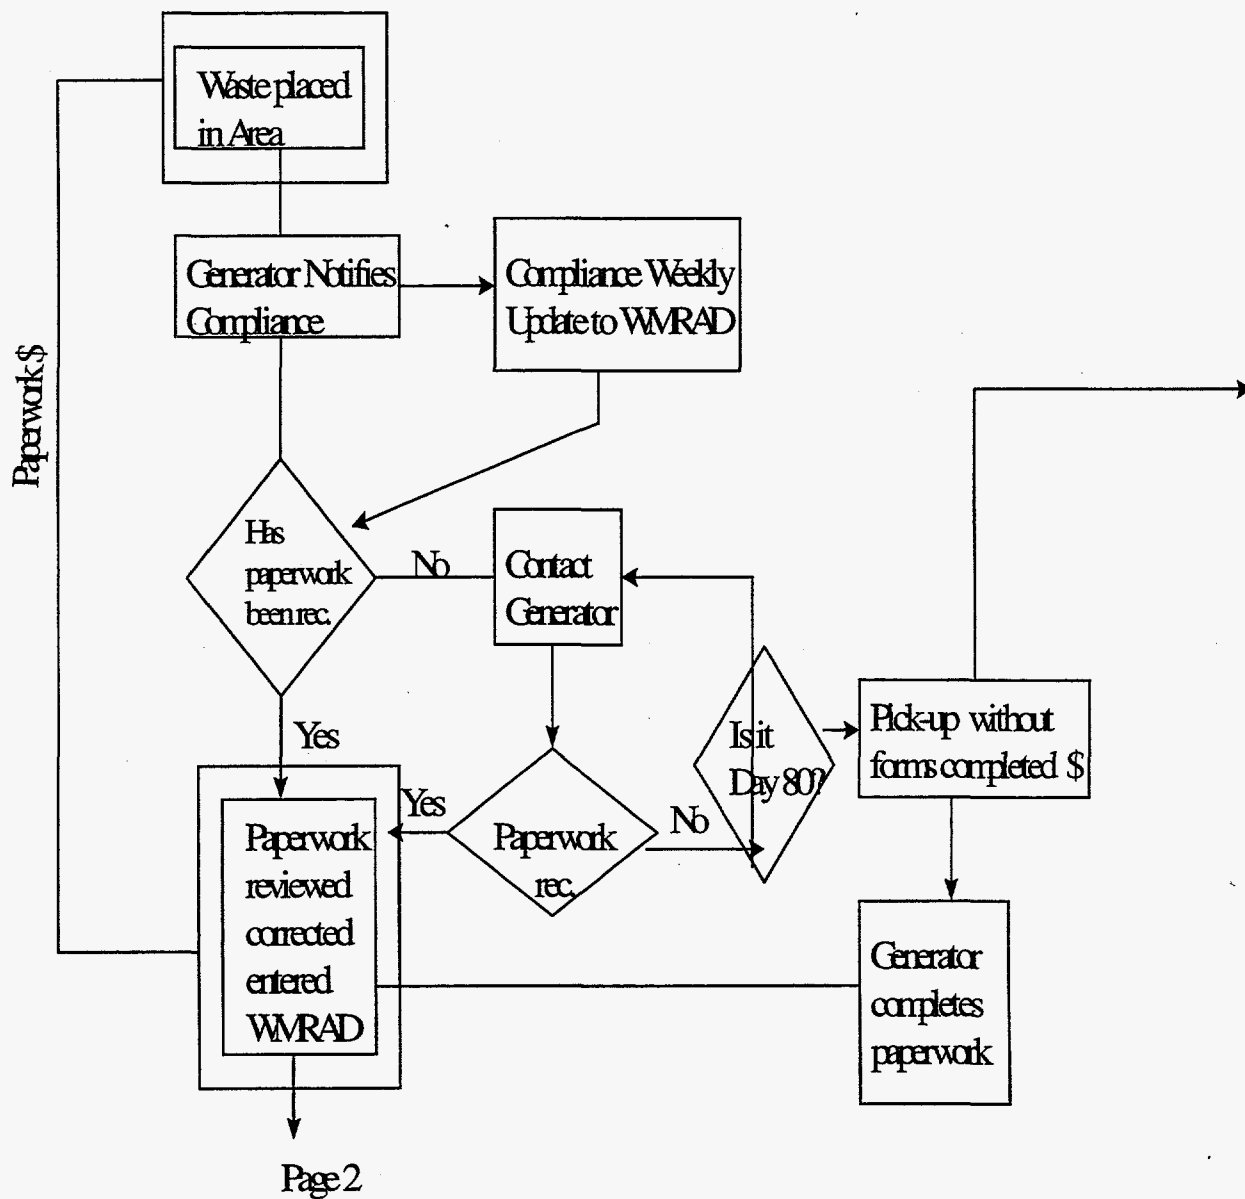 Waste placed
in Area
Generator Notifies
Compliance
Compliance Weekly
Update to WMRAD
Paperwork $
Has
paperwork
been rec.
No
Contact
Generator
Yes
Is it
Day 80?
Pick-up without
forms completed $
Yes
Paperwork
rec.
No
Paperwork
reviewed
corrected
entered
WMRAD
Generator
completes
paperwork
Page 2